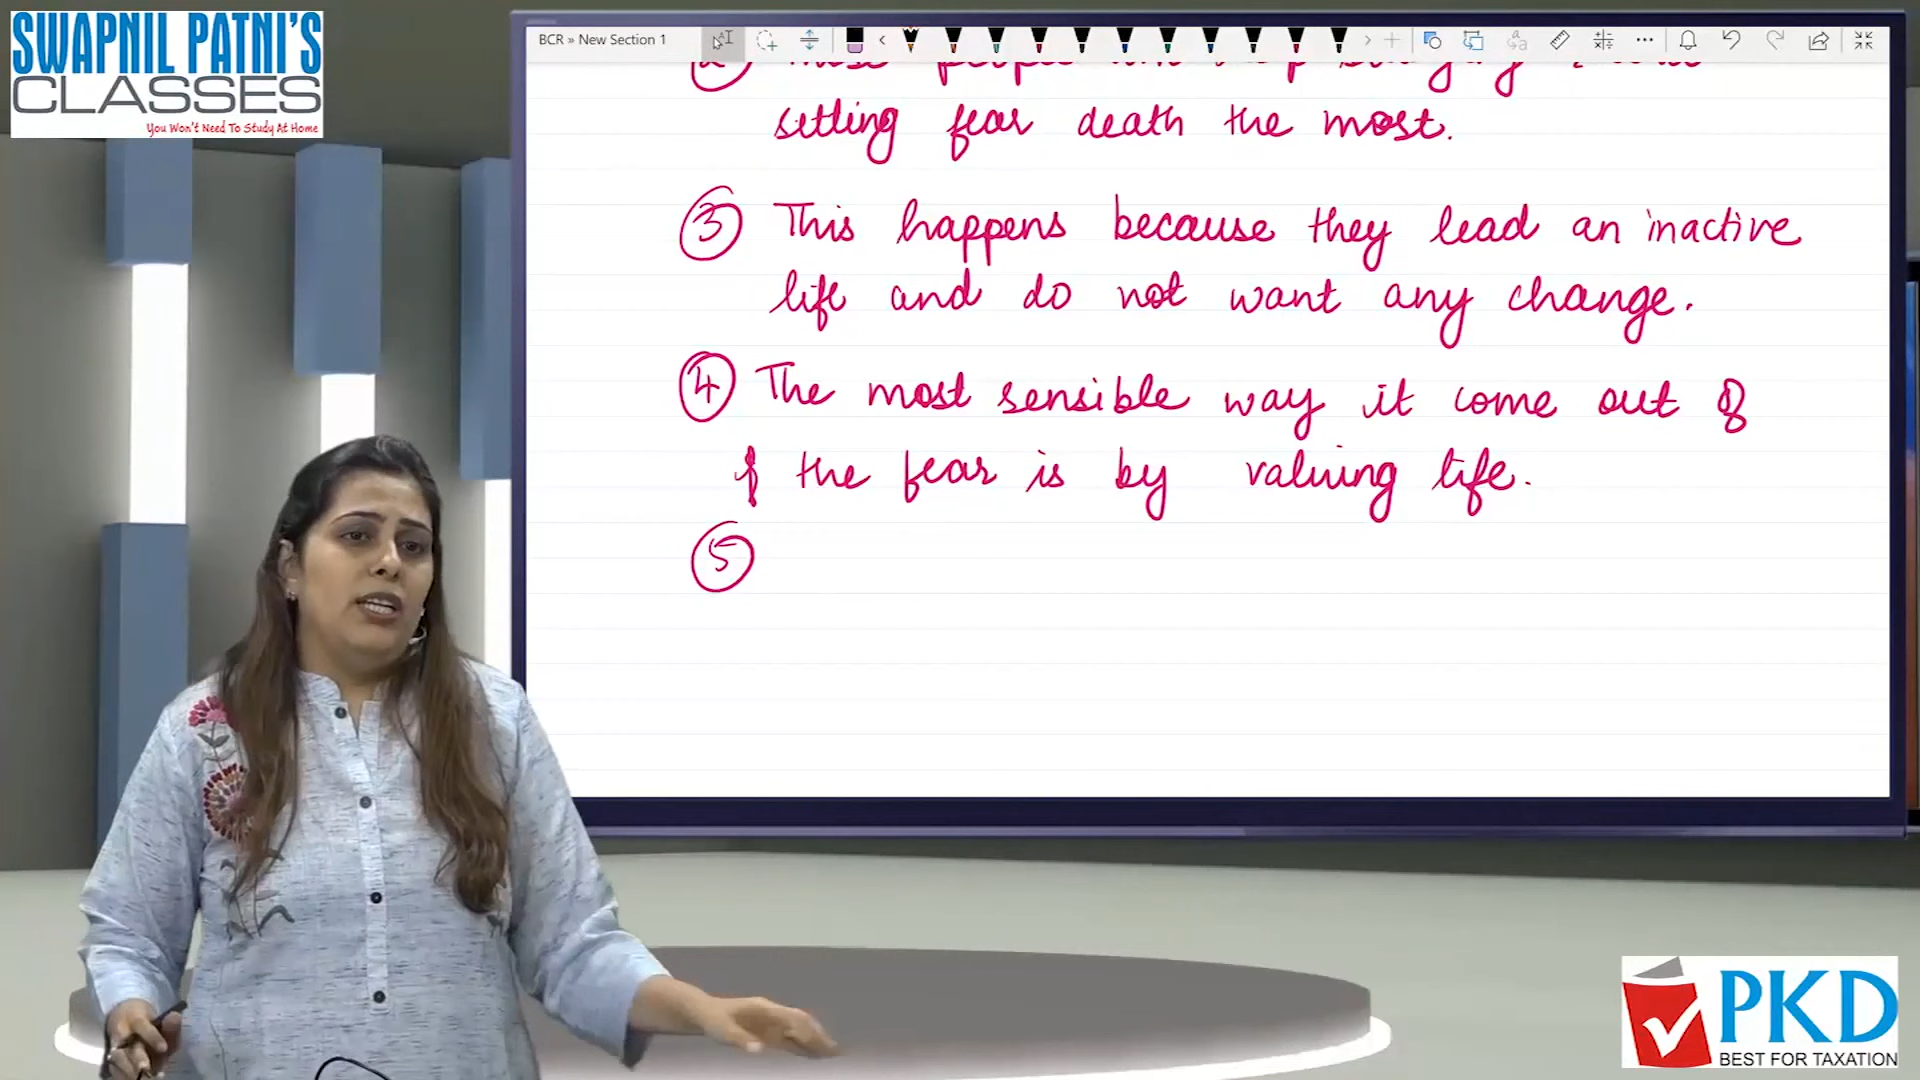 SWAPNIL PATNI'S
CLASSES
You Won't Need To Study At Home
BCR » New Section 1
2 people
setting fear death the most.
3 This happens because they lead an inactive
life and do not want any change.
4 The most sensible way it come out of
the fear is by valuing life.
5
PKD
BEST FOR TAXATION